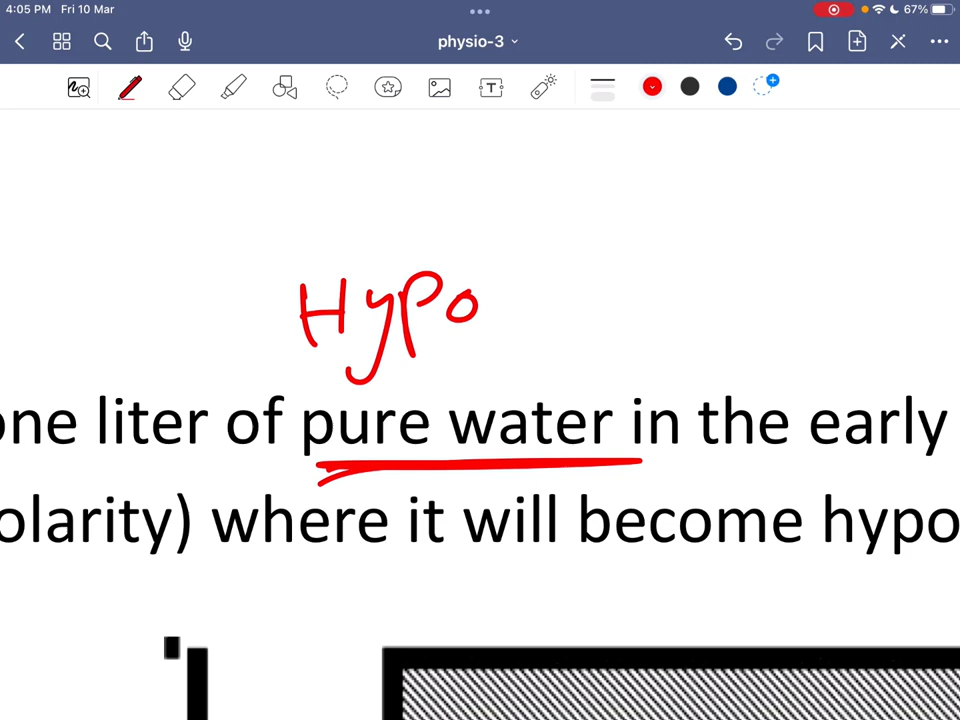 4:05 PM Fri 10 Mar 67%
physio-3
T
Hypo
one liter of pure water in the early
olarity) where it will become hypo